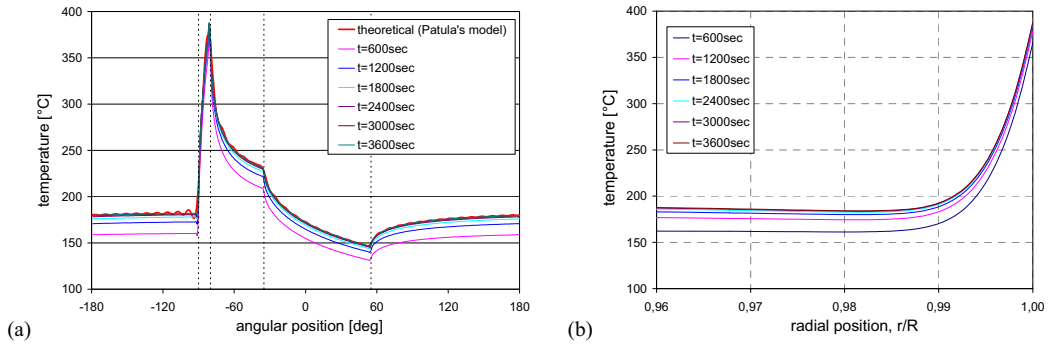 400
350
300
250
200
150
100
temperature [°C]
-180
-120
-60
0
60
120
180
angular position [deg]
theoretical (Patula's model)
t=600sec
t=1200sec
t=1800sec
t=2400sec
t=3000sec
t=3600sec
(a)
400
350
300
250
200
150
100
temperature [°C]
0,96
0,97
0,98
0,99
1,00
radial position, r/R
t=600sec
t=1200sec
t=1800sec
t=2400sec
t=3000sec
t=3600sec
(b)